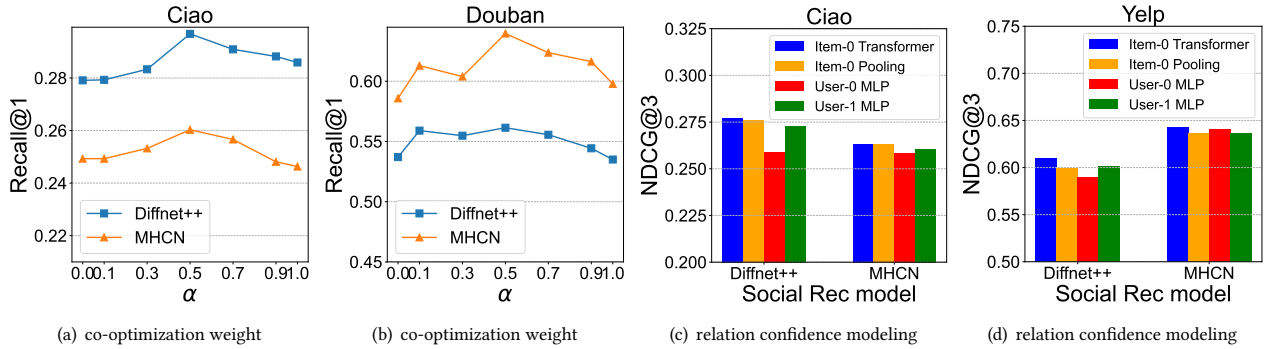 Ciao
Recall@1
0.28
0.26
0.24
0.22
Diffnet++
MHCN
0.0 0.1 0.3 0.5 0.7 0.9 1.0
α
(a) co-optimization weight
Douban
Recall@1
0.60
0.55
0.50
0.45
Diffnet++
MHCN
0.0 0.1 0.3 0.5 0.7 0.9 1.0
α
(b) co-optimization weight
Ciao
NDCG@3
0.325
0.300
0.275
0.250
0.225
0.200
Item-0 Transformer
Item-0 Pooling
User-0 MLP
User-1 MLP
Diffnet++ MHCN
Social Rec model
(c) relation confidence modeling
Yelp
NDCG@3
0.75
0.70
0.65
0.60
0.55
0.50
Item-0 Transformer
Item-0 Pooling
User-0 MLP
User-1 MLP
Diffnet++ MHCN
Social Rec model
(d) relation confidence modeling